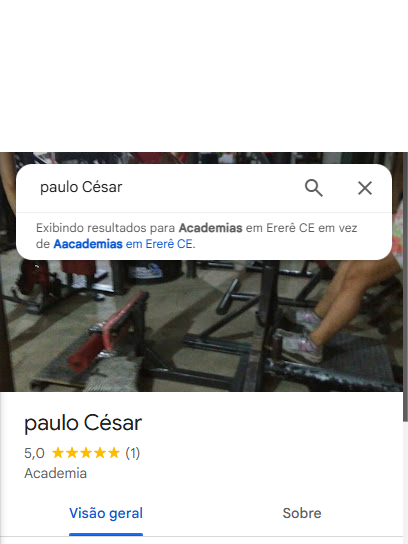 paulo César
Exibindo resultados para Academias em Ererê CE em vez
de Aacademias em Ererê CE.
paulo César
5,0 ★★★★★ (1)
Academia
Visão geral
Sobre